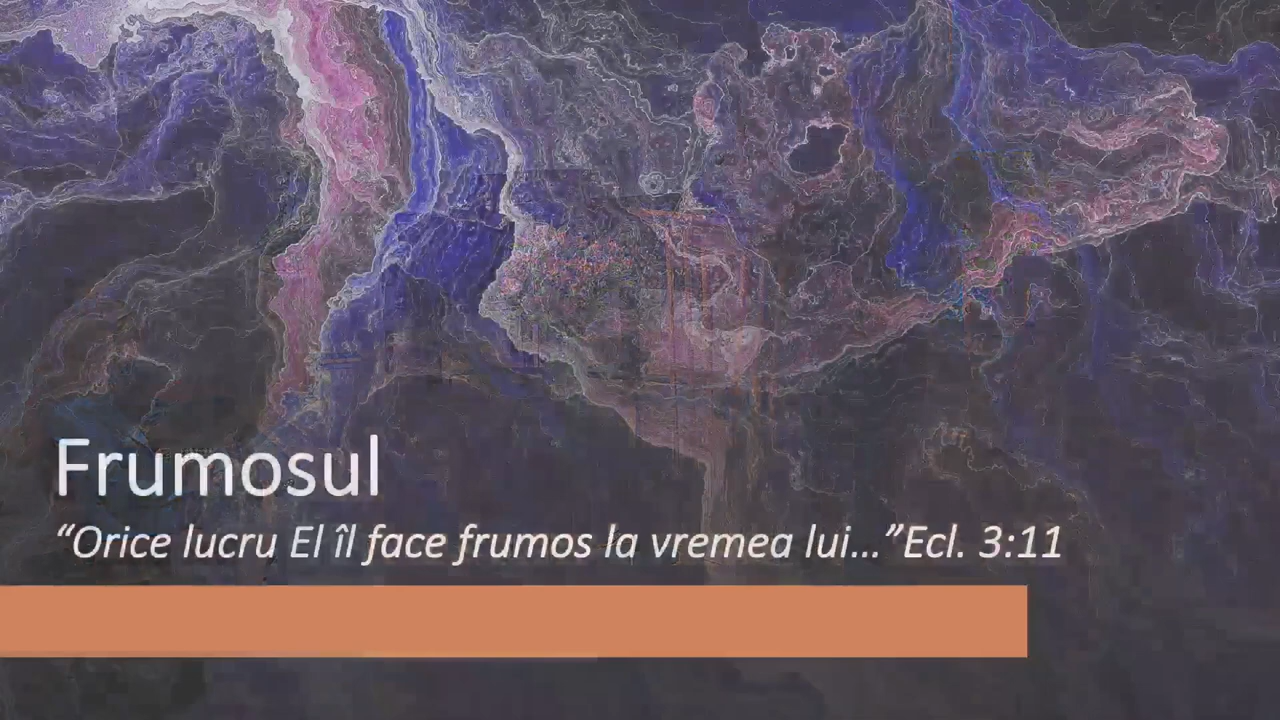 Frumosul
“Orice lucru El îl face frumos la vremea lui...”Ecl. 3:11